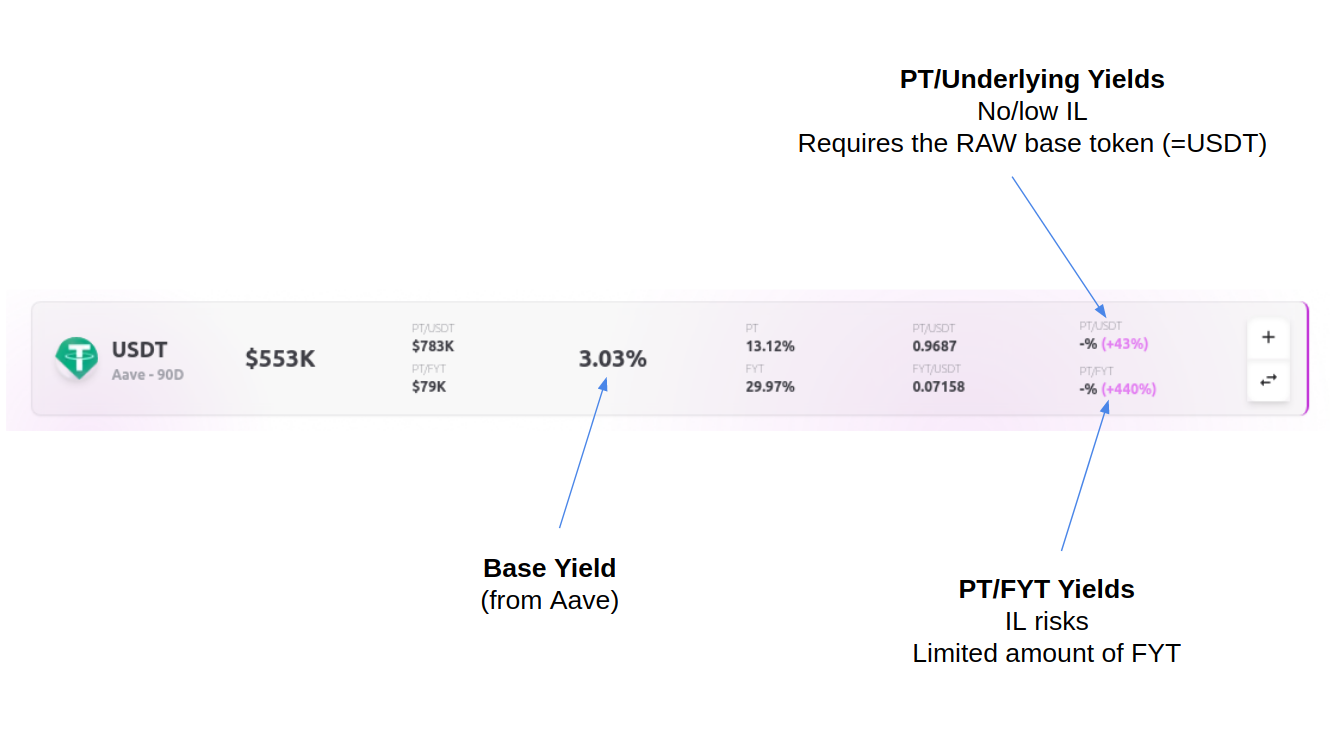 PT/Underlying Yields
No/low IL
Requires the RAW base token (=USDT)
USDT
Aave - 90D
$553K
PT/USDT
$783K
PT/FYT
$79K
3.03%
PT
13.12%
FYT
29.97%
PT/USDT
0.9687
FYT/USDT
0.07158
PT/USDT
-% (+43%)
PT/FYT
-% (+440%)
Base Yield
(from Aave)
PT/FYT Yields
IL risks
Limited amount of FYT